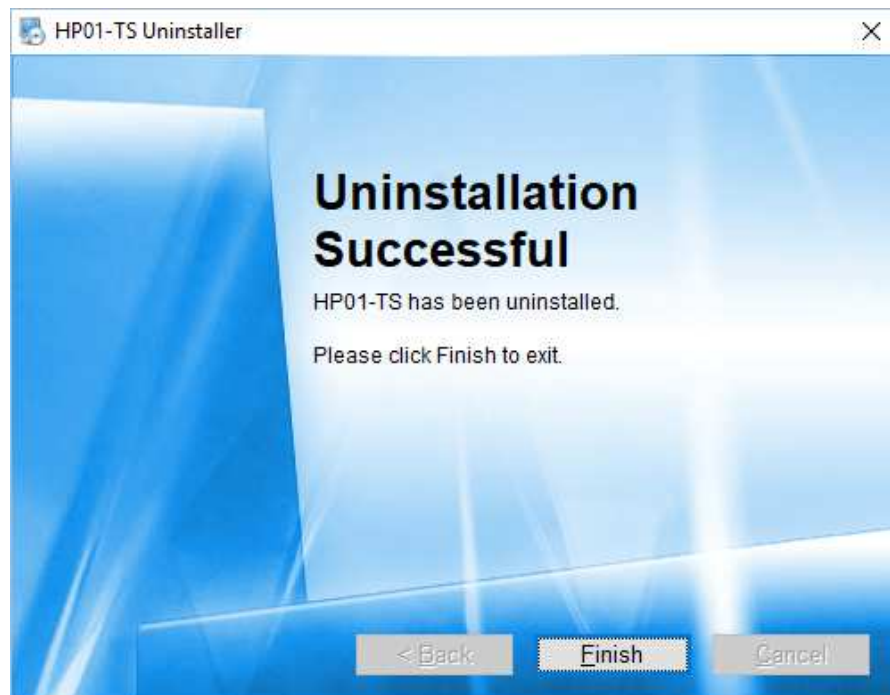 HP01-TS Uninstaller
Uninstallation
Successful
HP01-TS has been uninstalled.
Please click Finish to exit.
< Back
Finish
Cancel